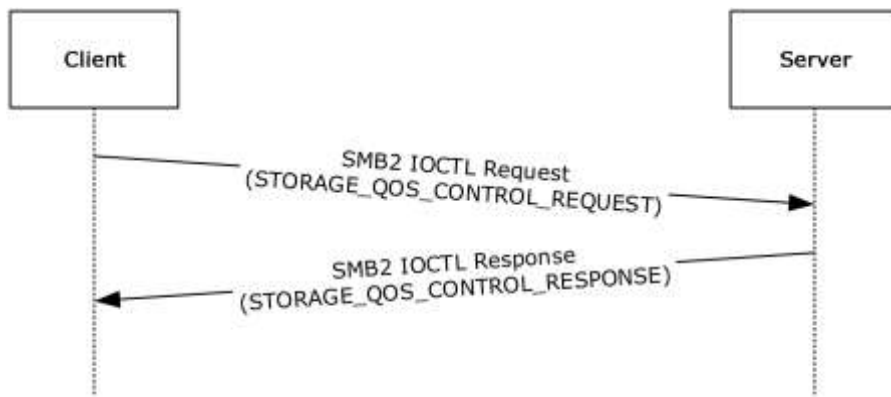 Client
Server
SMB2 IOCTL Request
(STORAGE_QOS_CONTROL_REQUEST)
SMB2 IOCTL Response
(STORAGE_QOS_CONTROL_RESPONSE)